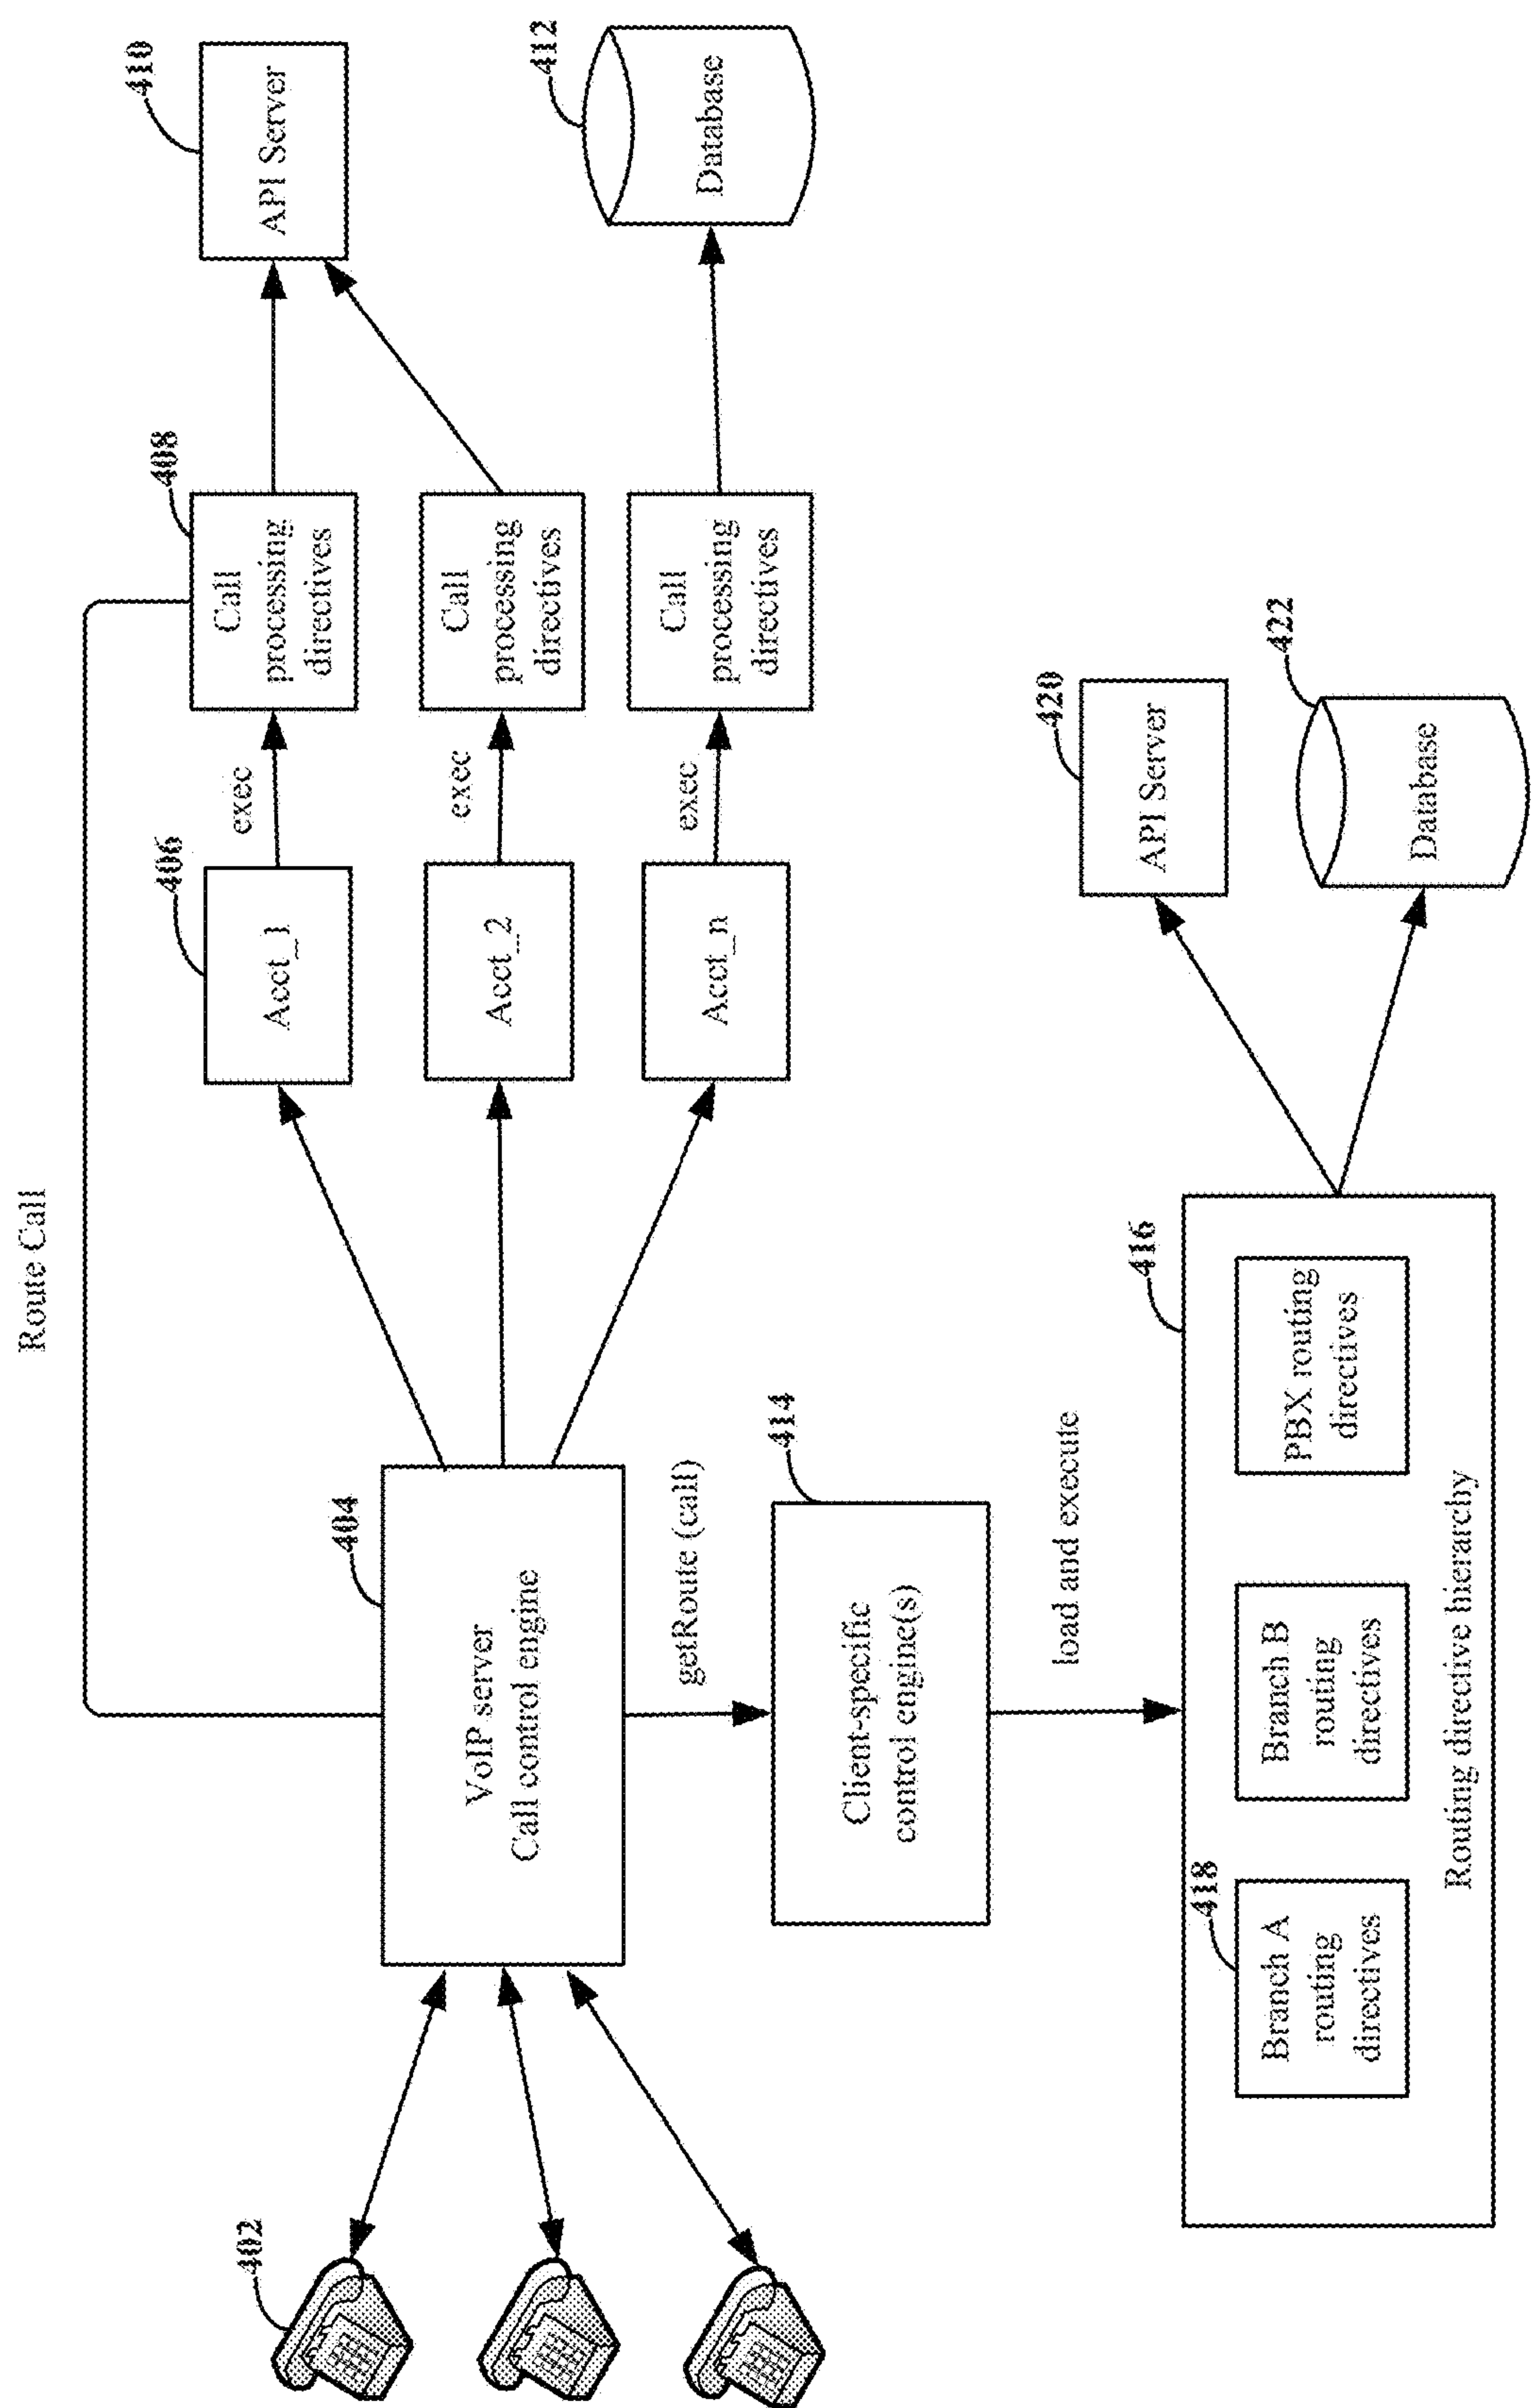 Route Call
402
404
VoIP server
Call control engine
406
Acct_1
exec
408
Call
processing
directives
410
API Server
Acct_2
exec
Call
processing
directives
Acct_n
exec
Call
processing
directives
412
Database
getRoute (call)
414
Client-specific
control engine(s)
load and execute
416
418
Branch A
routing
directives
Branch B
routing
directives
PBX routing
directives
Routing directive hierarchy
420
API Server
422
Database